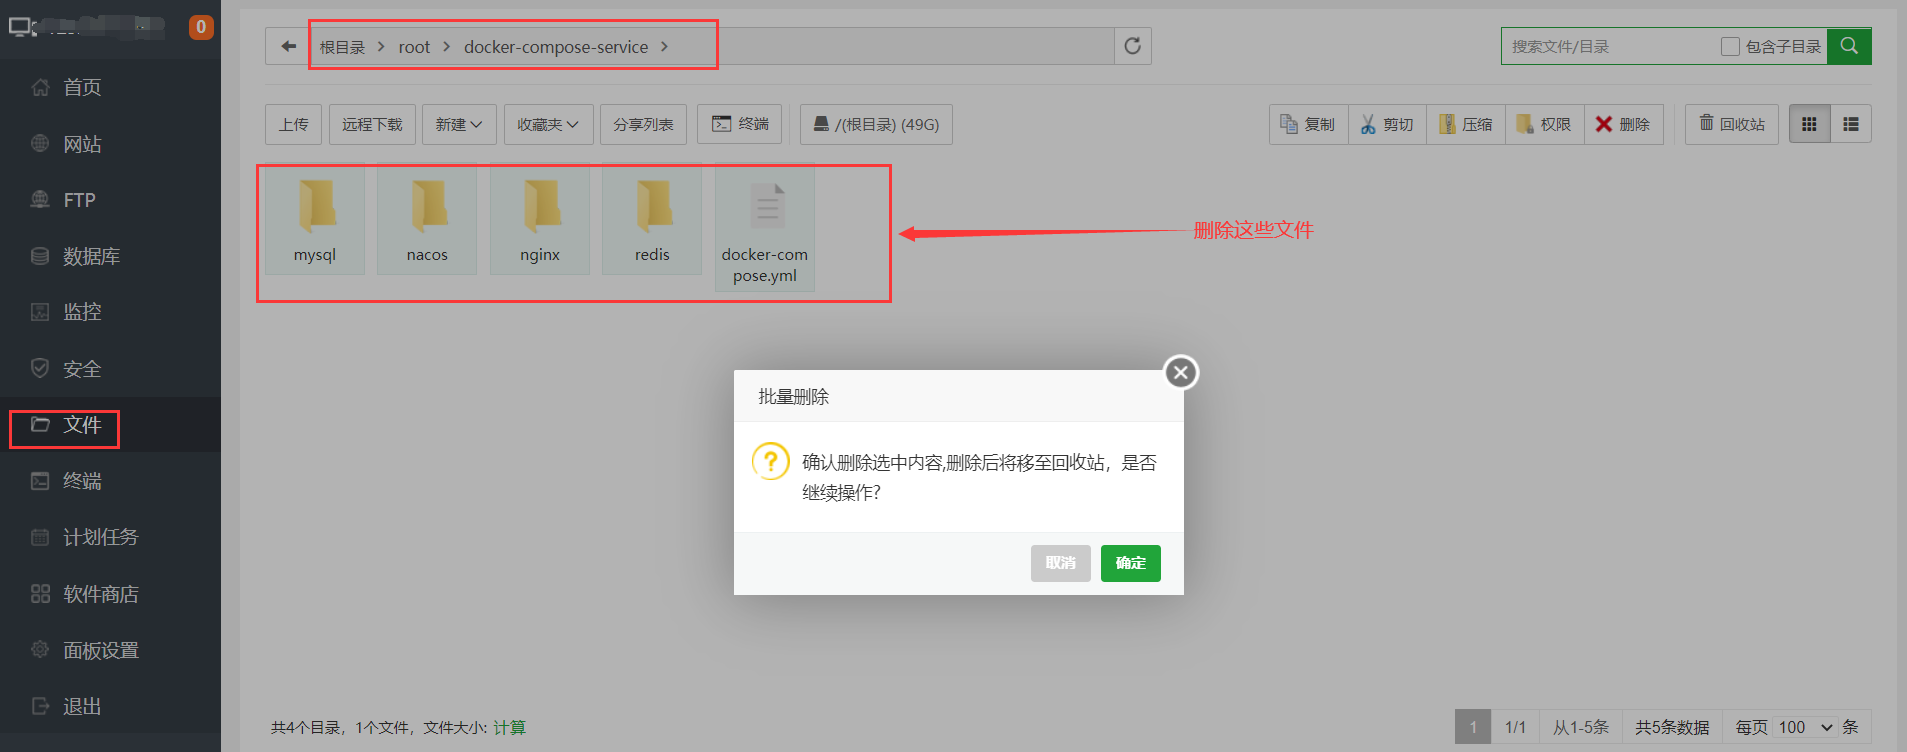 0
首页
网站
FTP
数据库
监控
安全
文件
终端
计划任务
软件商店
面板设置
退出
根目录 > root > docker-compose-service >
搜索文件/目录 包含子目录
上传 远程下载 新建 收藏夹 分享列表 终端 /(根目录) (49G) 复制 剪切 压缩 权限 删除 回收站
mysql nacos nginx redis docker-com
pose.yml
删除这些文件
批量删除
确认删除选中内容,删除后将移至回收站，是否
继续操作?
取消 确定
共4个目录，1个文件，文件大小: 计算
1 1/1 从1-5条 共5条数据 每页 100 条